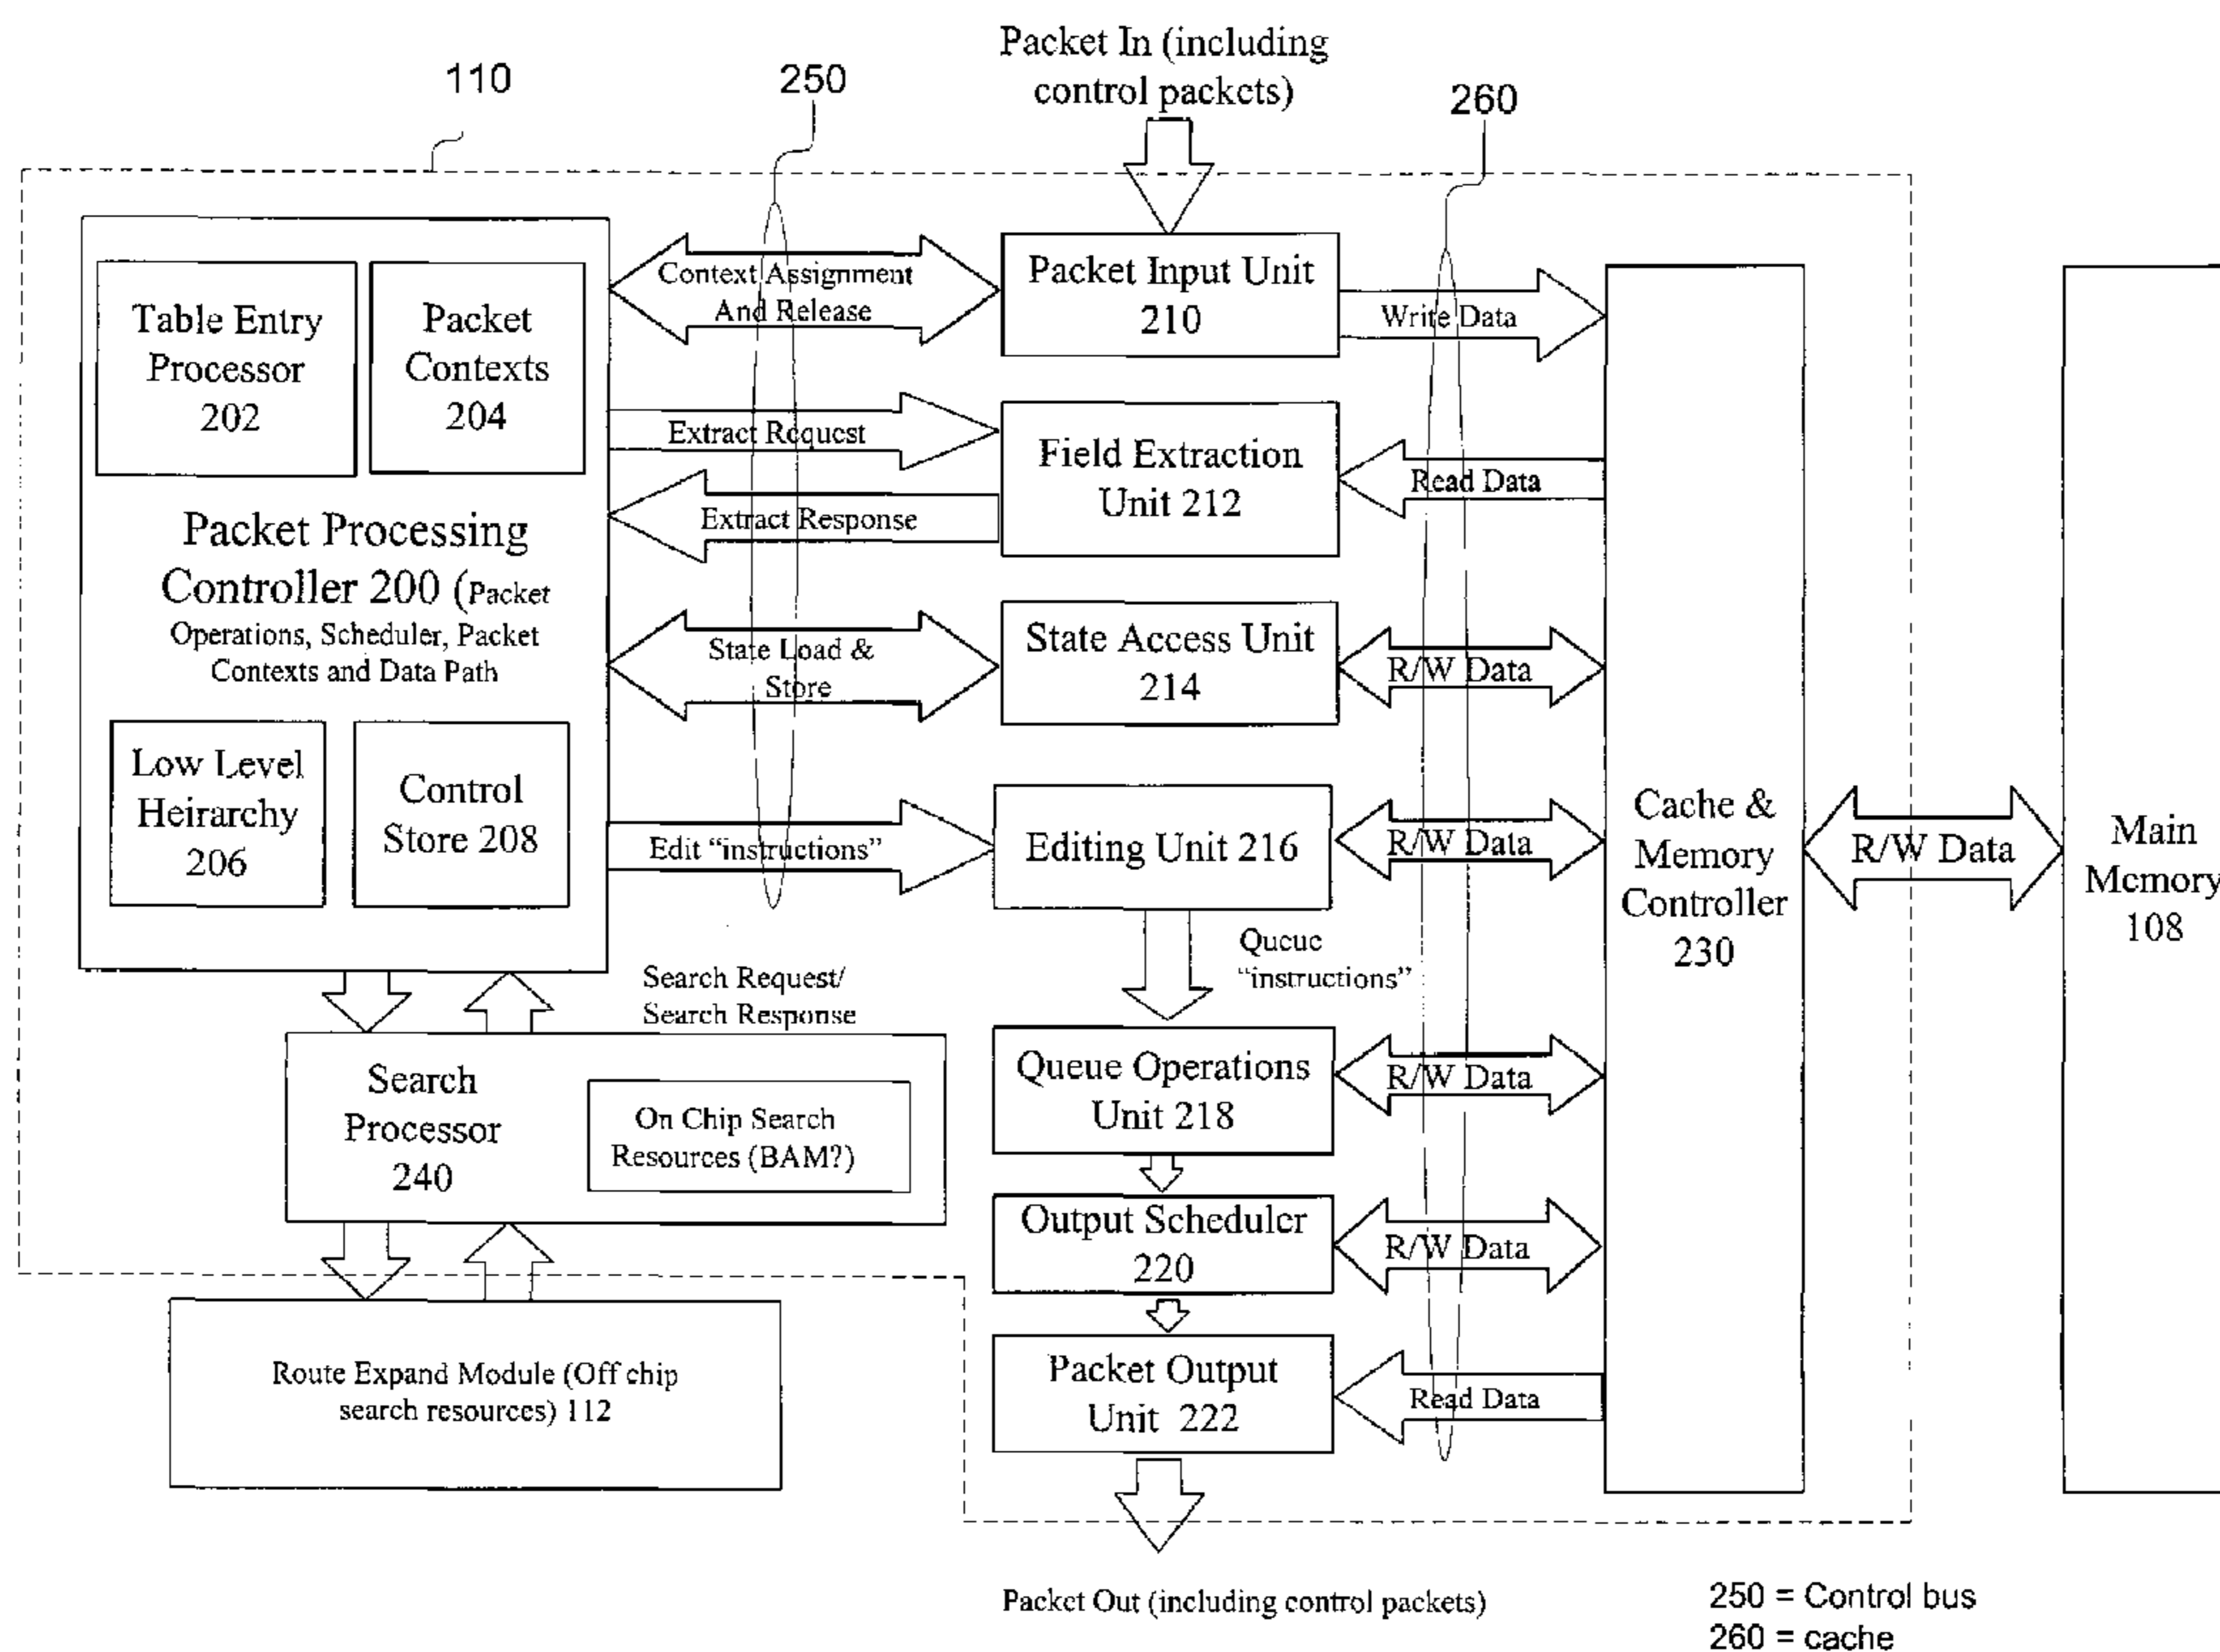 110
250
Packet In (including
control packets)
260
Table Entry
Processor
202
Packet
Contexts
204
Packet Processing
Controller 200 (Packet
Operations, Scheduler, Packet
Contexts and Data Path
Low Level
Heirarchy
206
Control
Store 208
Context Assignment
And Release
Extract Request
Extract Response
State Load &
Store
Edit “instructions”
Packet Input Unit
210
Field Extraction
Unit 212
State Access Unit
214
Editing Unit 216
Queue
“instructions”
Queue Operations
Unit 218
Output Scheduler
220
Packet Output
Unit 222
Write Data
Read Data
R/W Data
R/W Data
R/W Data
R/W Data
Read Data
Cache &
Memory
Controller
230
R/W Data
Main
Memory
108
Search Request/
Search Response
Search
Processor
240
On Chip Search
Resources (BAM?)
Route Expand Module (Off chip
search resources) 112
Packet Out (including control packets)
250 = Control bus
260 = cache